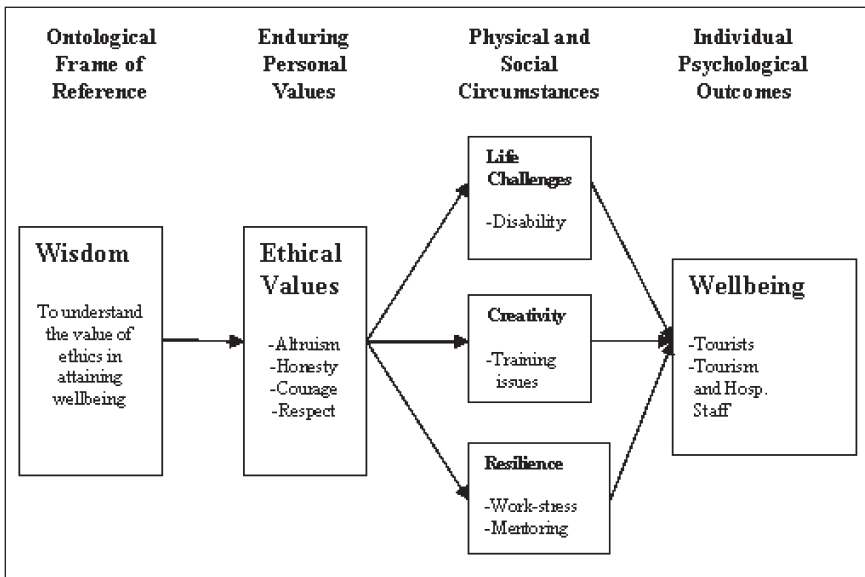 Ontological
Frame of
Reference
Enduring
Personal
Values
Physical and
Social
Circumstances
Individual
Psychological
Outcomes
Wisdom
To understand
the value of
ethics in
attaining
wellbeing
Ethical
Values
-Altruism
-Honesty
-Courage
-Respect
Life
Challenges
-Disability
Creativity
-Training
issues
Resilience
-Work-stress
-Mentoring
Wellbeing
-Tourists
-Tourism
and Hosp.
Staff